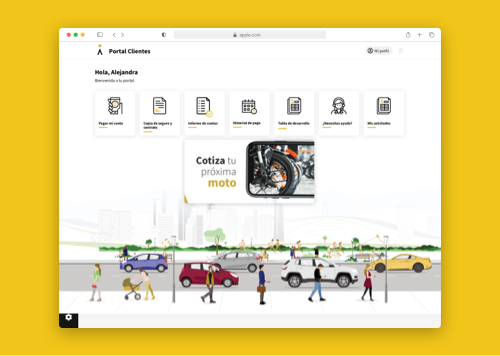 apple.com
Portal Clientes
Mi perfil
Hola, Alejandra
Bienvenida a tu portal
Pagar mi cuota
Copia de seguro y
contrato
Informe de cuotas
Historial de pago
Tabla de desarrollo
¿Necesitas ayuda?
Mis solicitudes
Cotiza tu
próxima
moto